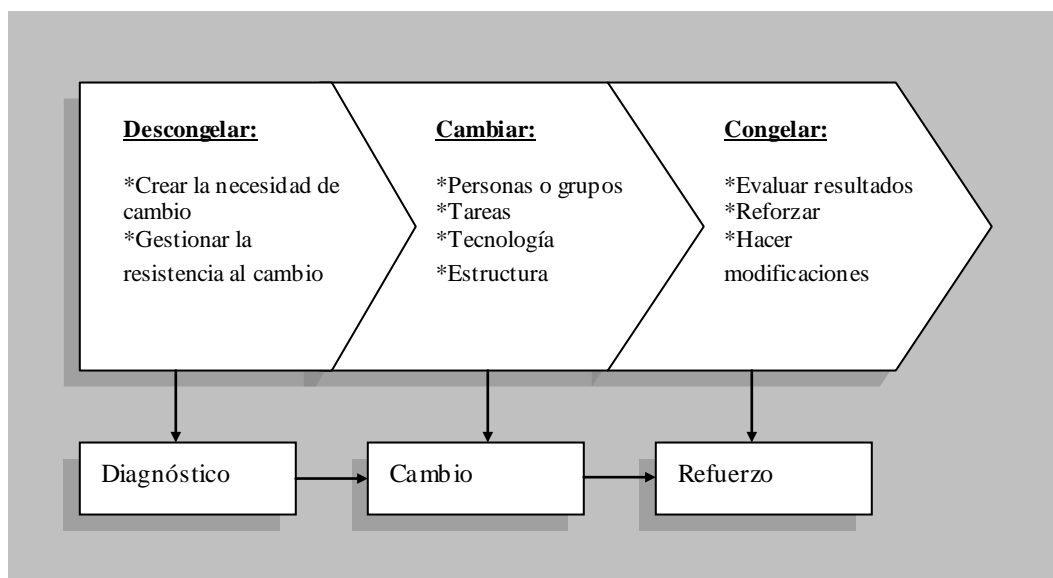 Descongelar:
*Crear la necesidad de
cambio
*Gestionar la
resistencia al cambio
Cambiar:
*Personas o grupos
*Tareas
*Tecnología
*Estructura
Congelar:
*Evaluar resultados
*Reforzar
*Hacer
modificaciones
Diagnóstico
Cambio
Refuerzo